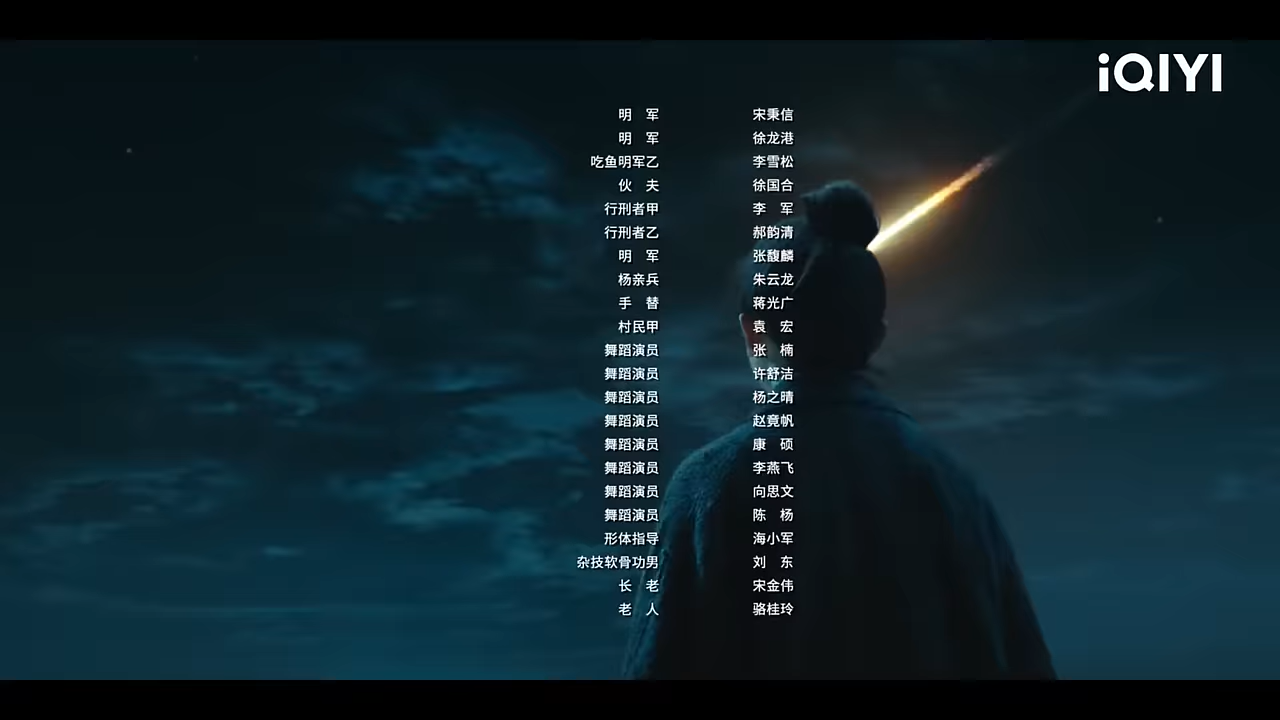 iQIYI
明 军 宋秉信
明 军 徐龙港
吃鱼明军乙 李雪松
伙 夫 徐国合
行刑者甲 李 军
行刑者乙 郝韵清
明 军 张馥麟
杨亲兵 朱云龙
手 替 蒋光广
村民甲 袁 宏
舞蹈演员 张 楠
舞蹈演员 许舒洁
舞蹈演员 杨之晴
舞蹈演员 赵竟帆
舞蹈演员 康 硕
舞蹈演员 李燕飞
舞蹈演员 向思文
舞蹈演员 陈 杨
形体指导 海小军
杂技软骨功男 刘 东
长 老 宋金伟
老 人 骆桂玲